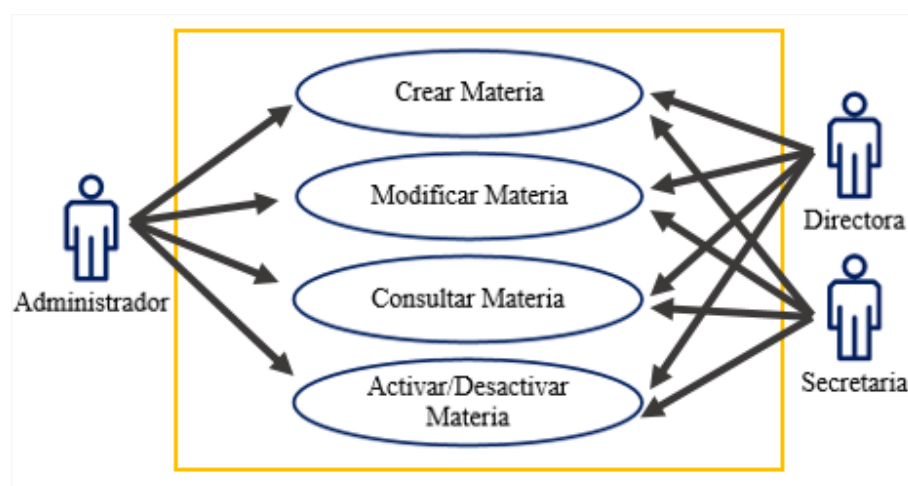 Crear Materia
Modificar Materia
Directora
Consultar Materia
Administrador
Secretaria
Activar/Desactivar
Materia